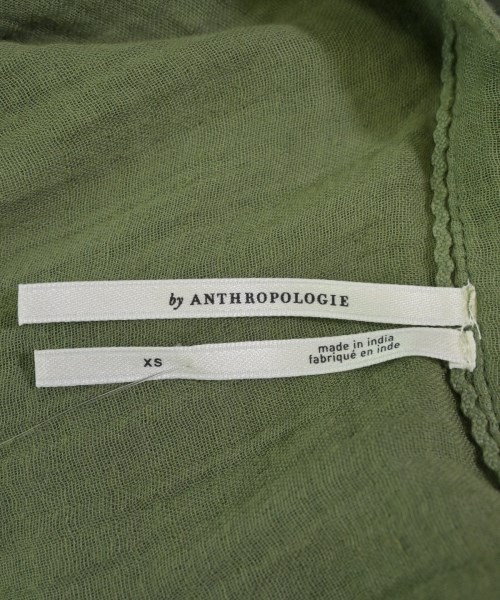 by ANTHROPOLOGIE
XS
made in india
fabriqué en inde